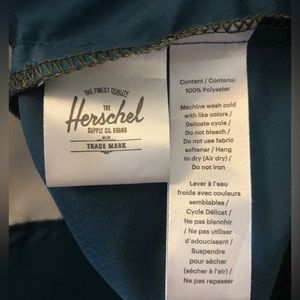 THE FINEST QUALITY
THE
Herschel
SUPPLY CO. BRAND
TRADE MARK
Content / Contenu:
100% Polyester
Machine wash cold
with like colors /
Delicate cycle /
Do not bleach /
Do not use fabric
softener / Hang
to dry (Air dry) /
Do not iron
Laver à l'eau
froide avec couleurs
semblables /
Cycle Délicat /
Ne pas blanchir
/ Ne pas utiliser
d'adoucissant /
Suspendre
pour sécher
(sécher à l'air) /
Ne pas repasser